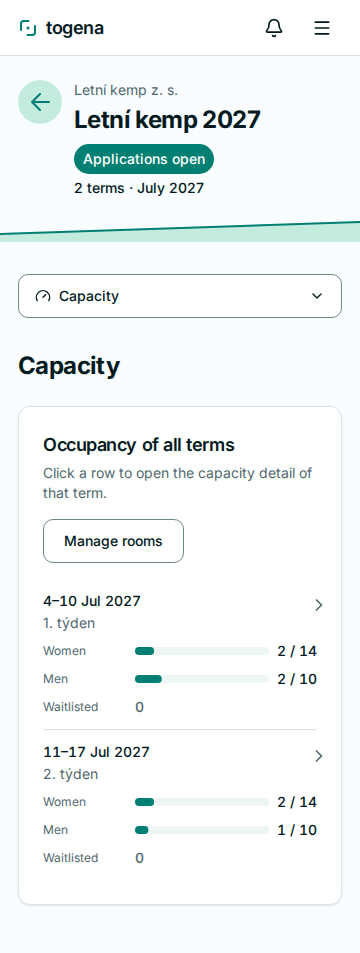 togena
Letní kemp z. s.
Letní kemp 2027
Applications open
2 terms · July 2027
Capacity
Capacity
Occupancy of all terms
Click a row to open the capacity detail of
that term.
Manage rooms
4–10 Jul 2027
1. týden
Women 2 / 14
Men 2 / 10
Waitlisted 0
11–17 Jul 2027
2. týden
Women 2 / 14
Men 1 / 10
Waitlisted 0